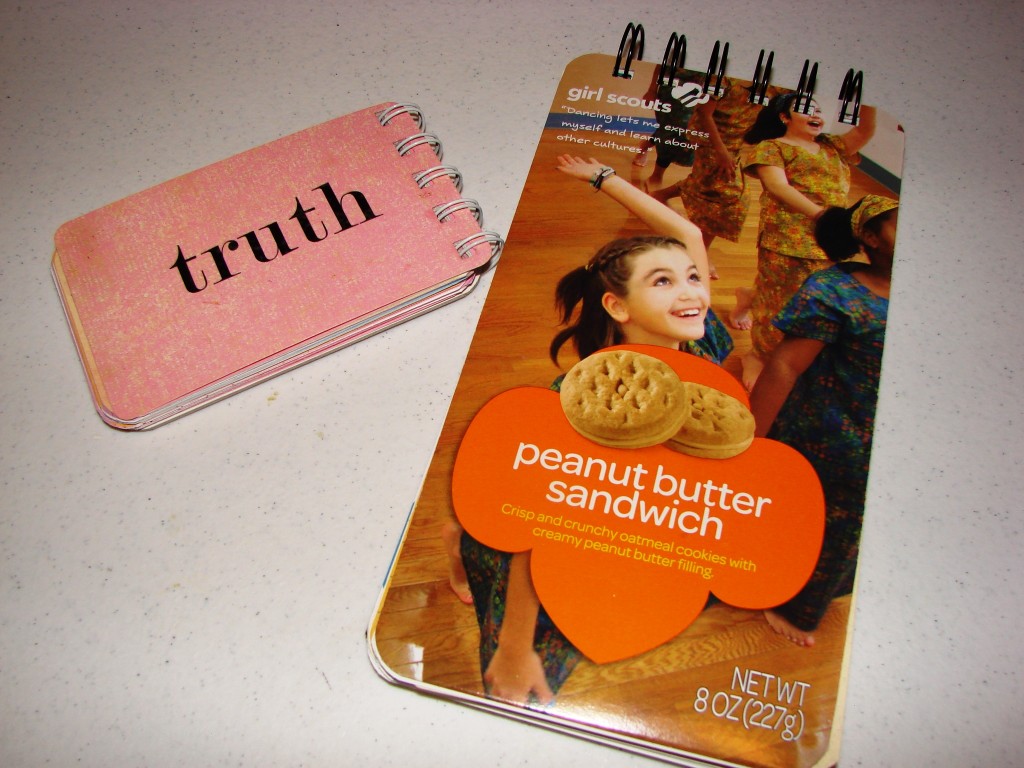 truth
girl scouts
"Dancing lets me express
myself and learn about
other cultures."
peanut butter
sandwich
Crisp and crunchy oatmeal cookies with
creamy peanut butter filling.
NET WT
8 OZ (227g)